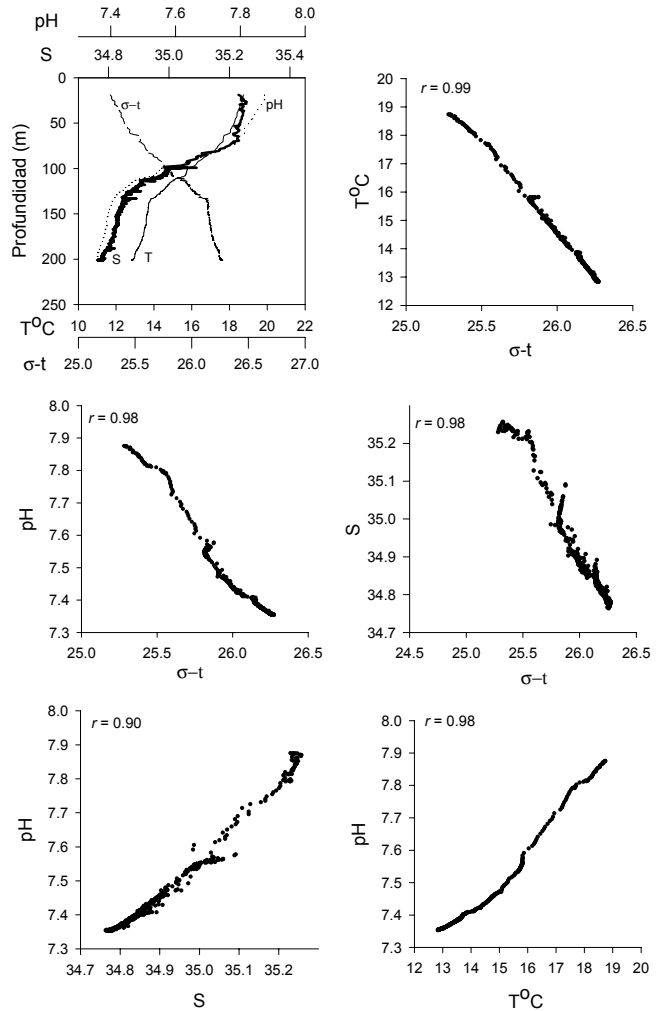 pH
7.4 7.6 7.8
S
34.8 35.0 35.2 35.4
Profundidad (m)
0
50
100
150
200
250
σ−t
pH
S
T
10 12 14 16 18 20 22
T°C
25.0 25.5 26.0 26.5 27.0
σ-t
r = 0.99
T°C
20
19
18
17
16
15
14
13
12
25.0 25.5 26.0 26.5
σ-t
r = 0.98
pH
8.0
7.9
7.8
7.7
7.6
7.5
7.4
7.3
25.0 25.5 26.0 26.5
σ−t
r = 0.98
S
35.2
35.1
35.0
34.9
34.8
34.7
24.5 25.0 25.5 26.0 26.5
σ−t
r = 0.90
pH
8.0
7.9
7.8
7.7
7.6
7.5
7.4
7.3
34.7 34.8 34.9 35.0 35.1 35.2
S
r = 0.98
pH
8.0
7.9
7.8
7.7
7.6
7.5
7.4
7.3
12 13 14 15 16 17 18 19 20
T°C